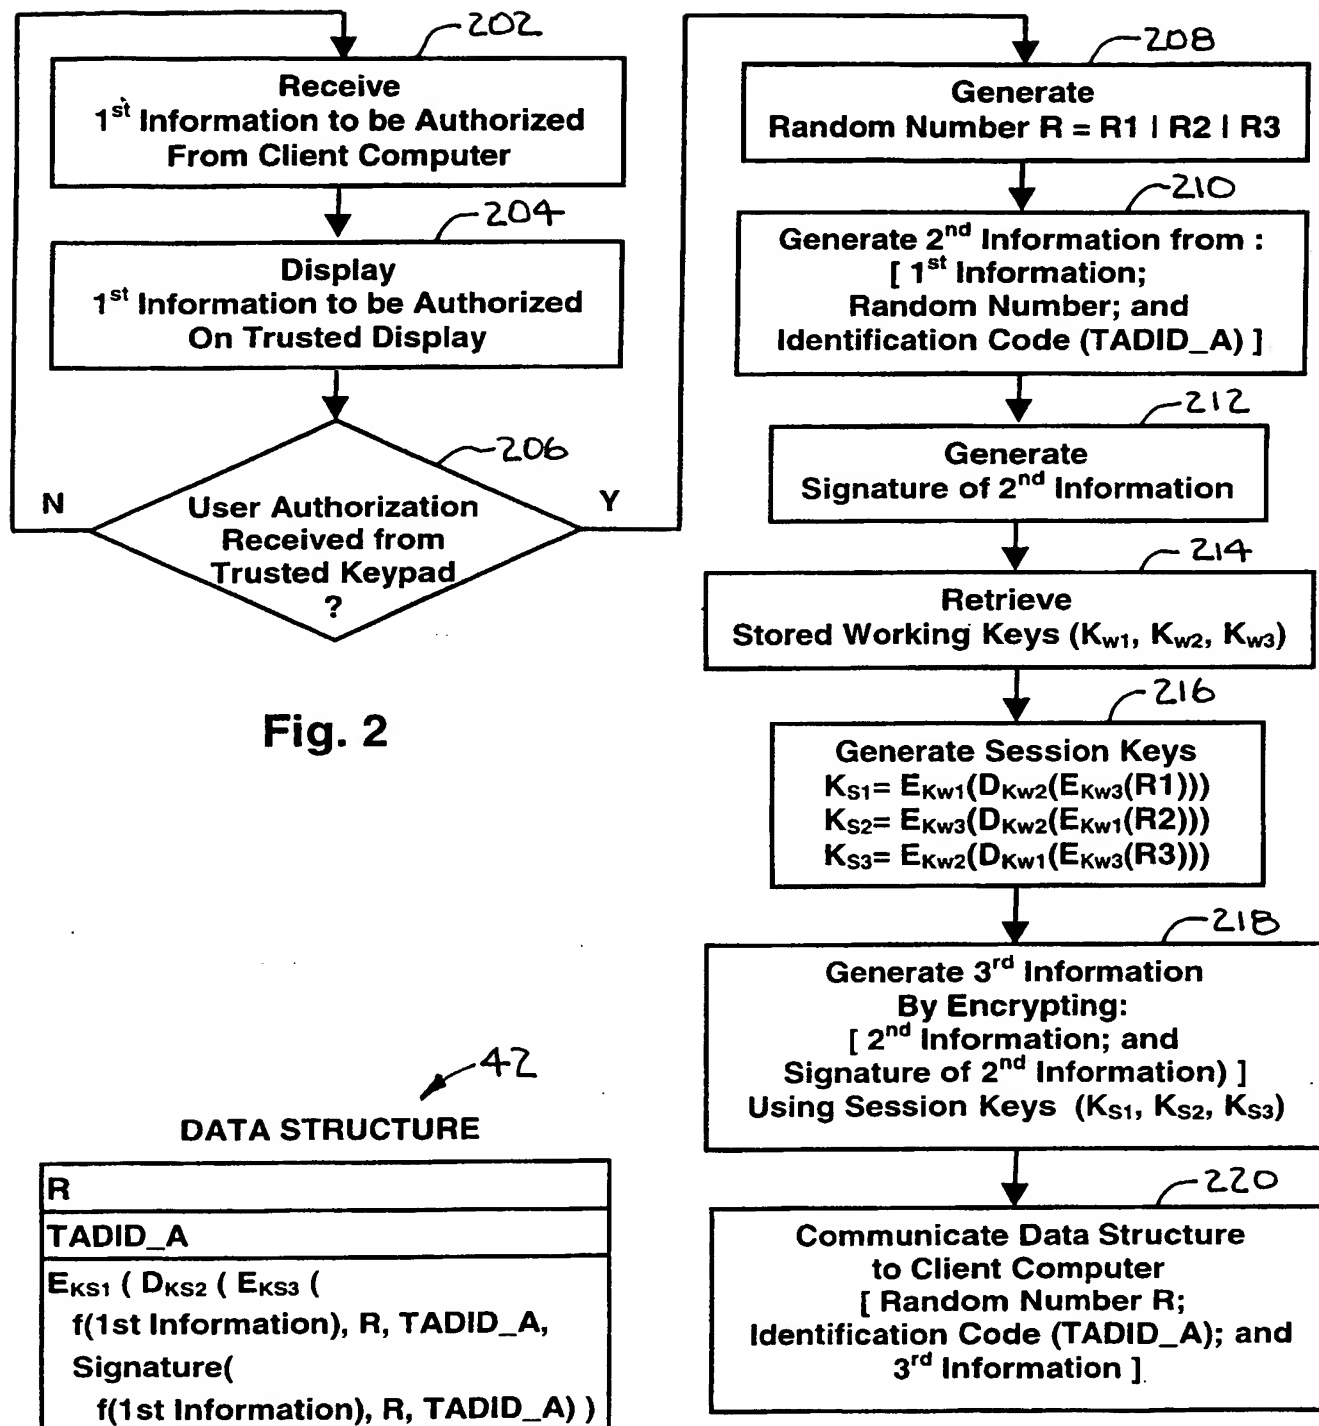 202
Receive
1st Information to be Authorized
From Client Computer
204
Display
1st Information to be Authorized
On Trusted Display
206
N
Y
User Authorization
Received from
Trusted Keypad
?
Fig. 2
208
Generate
Random Number R = R1 | R2 | R3
210
Generate 2nd Information from :
[ 1st Information;
Random Number; and
Identification Code (TADID_A) ]
212
Generate
Signature of 2nd Information
214
Retrieve
Stored Working Keys (Kw1, Kw2, Kw3)
216
Generate Session Keys
KS1= EKw1(DKw2(EKw3(R1)))
KS2= EKw3(DKw2(EKw1(R2)))
KS3= EKw2(DKw1(EKw3(R3)))
218
Generate 3rd Information
By Encrypting:
[ 2nd Information; and
Signature of 2nd Information) ]
Using Session Keys (KS1, KS2, KS3)
220
Communicate Data Structure
to Client Computer
[ Random Number R;
Identification Code (TADID_A); and
3rd Information ]
42
DATA STRUCTURE
R
TADID_A
EKS1 ( DKS2 ( EKS3 (
f(1st Information), R, TADID_A,
Signature(
f(1st Information), R, TADID_A) )